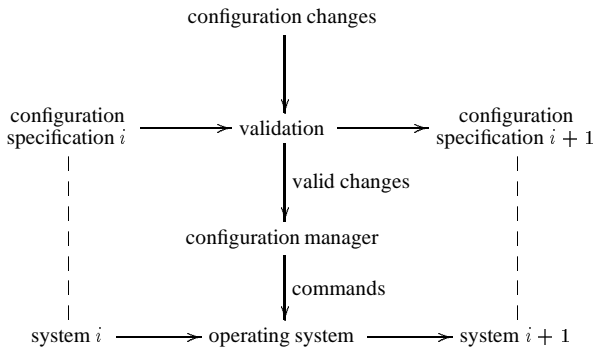 configuration changes
configuration
specification i
validation
configuration
specification i + 1
valid changes
configuration manager
commands
system i
operating system
system i + 1